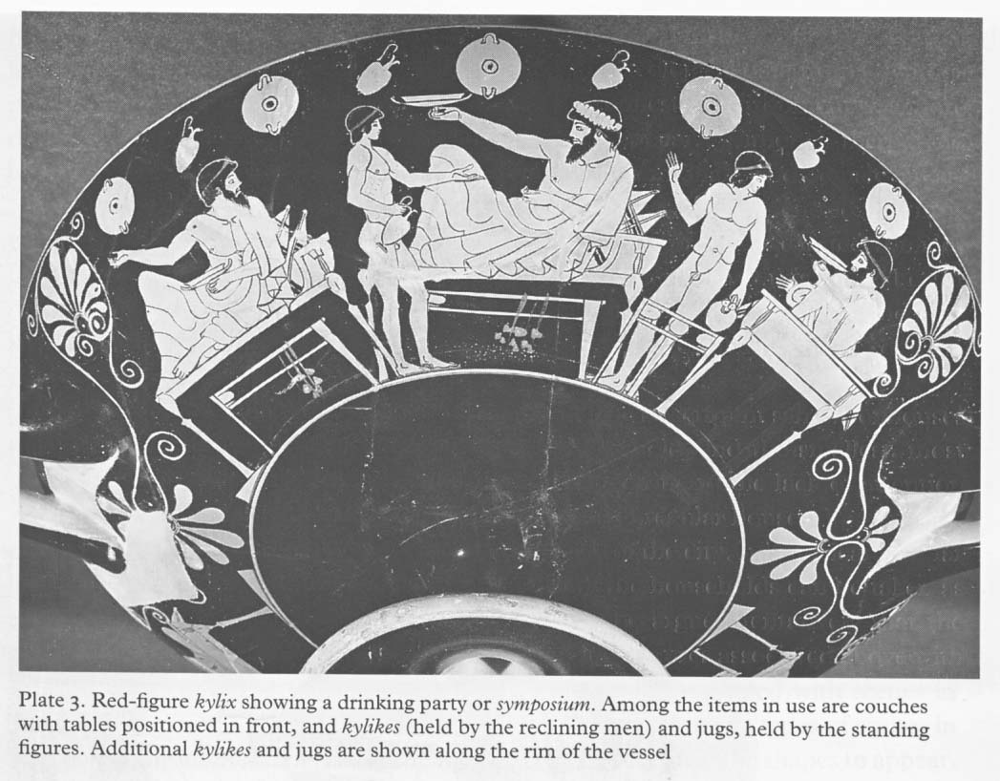 Plate 3. Red-figure kylix showing a drinking party or symposium. Among the items in use are couches
with tables positioned in front, and kylikes (held by the reclining men) and jugs, held by the standing
figures. Additional kylikes and jugs are shown along the rim of the vessel